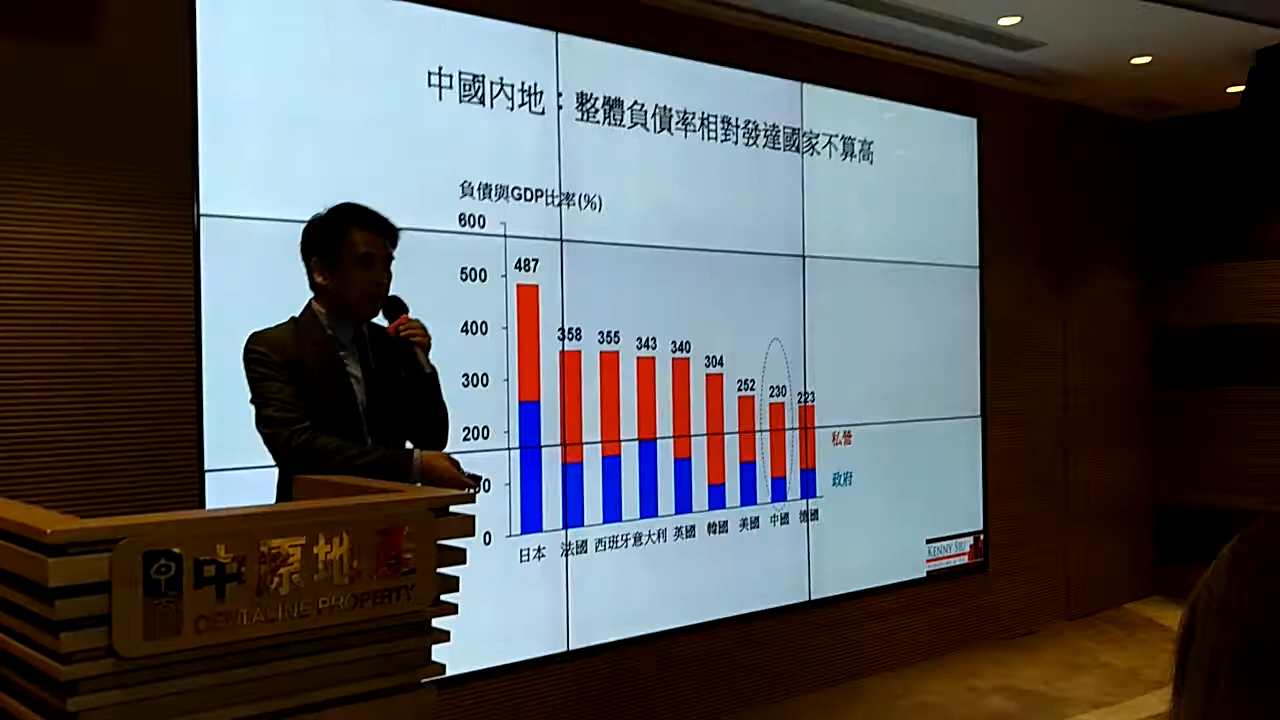 中國內地：整體負債率相對發達國家不算高
負債與GDP比率(%)
600
500
400
300
200
0
487
358
355
343
340
304
252
230
223
私營
政府
日本 法國 西班牙 意大利 英國 韓國 美國 中國 德國
中原地產
CENTALINE PROPERTY